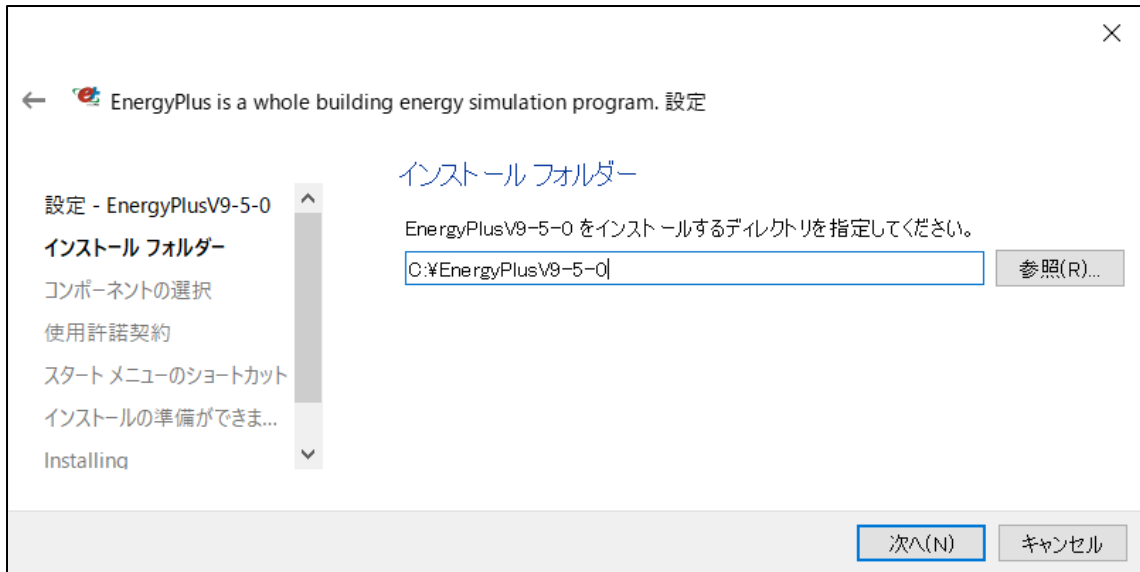 EnergyPlus is a whole building energy simulation program. 設定
設定 - EnergyPlusV9-5-0
インストール フォルダー
コンポーネントの選択
使用許諾契約
スタート メニューのショートカット
インストールの準備ができま...
Installing
インストール フォルダー
EnergyPlusV9-5-0 をインストールするディレクトリを指定してください。
C:¥EnergyPlusV9-5-0
参照(R)...
次へ(N)
キャンセル